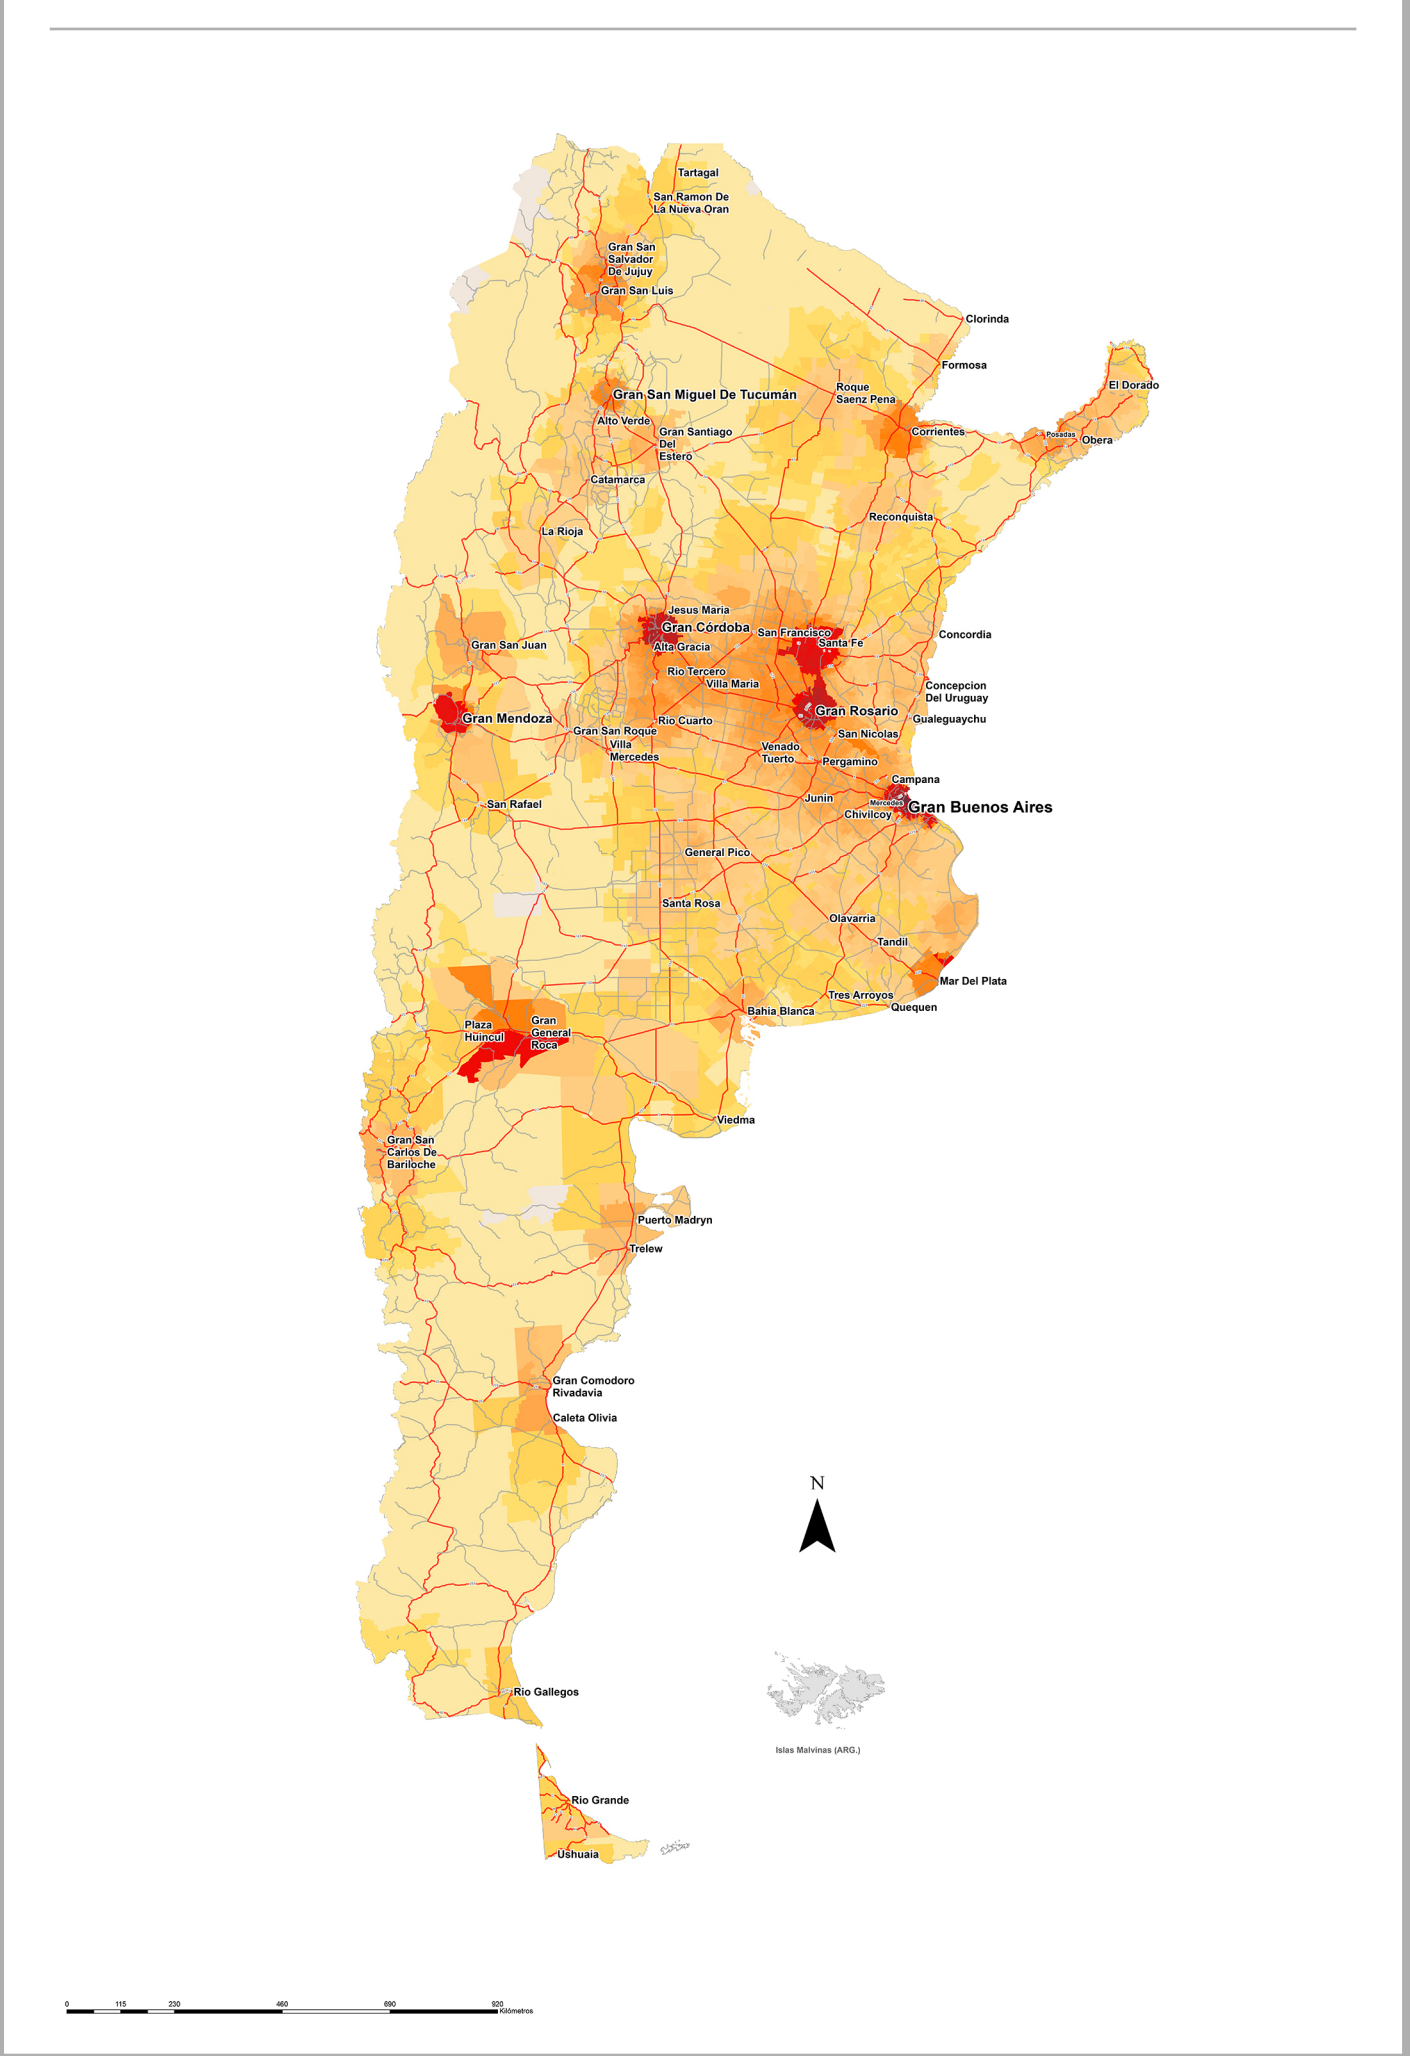 Tartagal
San Ramon De
La Nueva Oran
Gran San
Salvador
De Jujuy
Gran San Luis
Clorinda
Formosa
El Dorado
Roque
Saenz Pena
Gran San Miguel De Tucumán
Alto Verde
Gran Santiago
Del
Estero
Corrientes
Posadas
Obera
Catamarca
Reconquista
La Rioja
Jesus Maria
Gran Córdoba
San Francisco
Santa Fe
Concordia
Alta Gracia
Gran San Juan
Rio Tercero
Villa Maria
Concepcion
Del Uruguay
Gran Mendoza
Gran Rosario
Gualeguaychu
Rio Cuarto
Gran San Roque
San Nicolas
Villa
Mercedes
Venado
Tuerto
Pergamino
Campana
San Rafael
Junin
Mercedes
Gran Buenos Aires
Chivilcoy
General Pico
Santa Rosa
Olavarria
Tandil
Mar Del Plata
Tres Arroyos
Quequen
Bahia Blanca
Plaza
Huincul
Gran
General
Roca
Viedma
Gran San
Carlos De
Bariloche
Puerto Madryn
Trelew
Gran Comodoro
Rivadavia
Caleta Olivia
N
Rio Gallegos
Islas Malvinas (ARG.)
Rio Grande
Ushuaia
0 115 230 460 690 920
Kilómetros